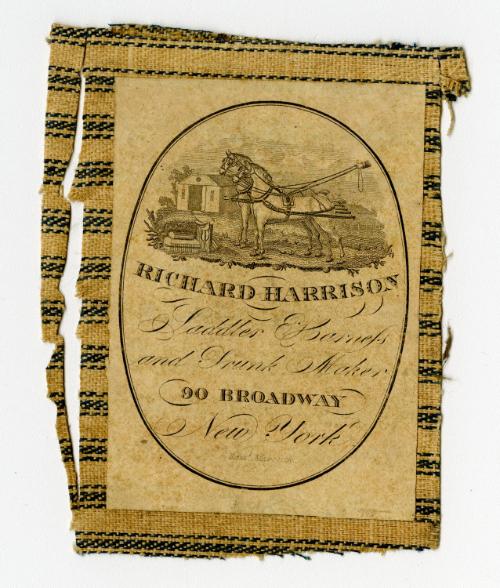 RICHARD HARRISON
Saddler Harness
and Trunk Maker
90 BROADWAY
New York